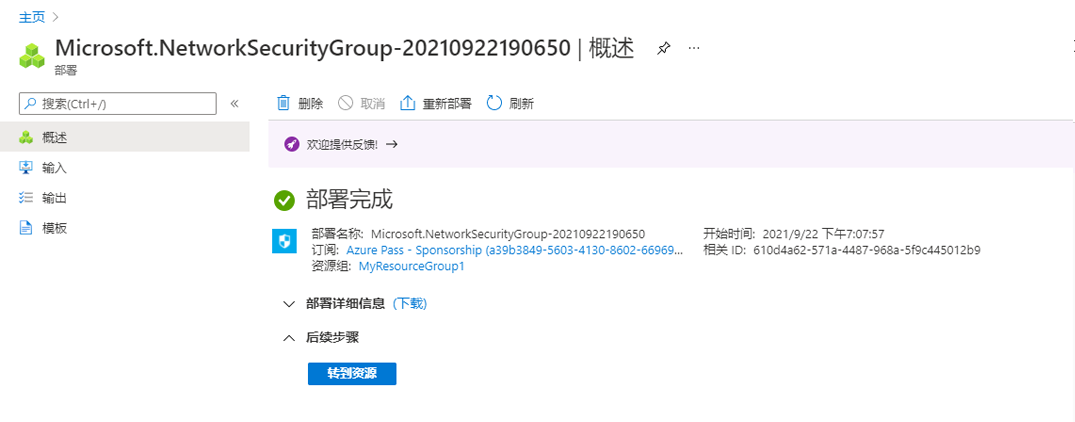 主页 >
Microsoft.NetworkSecurityGroup-20210922190650 | 概述 ...
部署
搜索(Ctrl+/) «
删除 取消 重新部署 刷新
概述
输入
输出
模板
欢迎提供反馈! →
部署完成
部署名称: Microsoft.NetworkSecurityGroup-20210922190650
订阅: Azure Pass - Sponsorship (a39b3849-5603-4130-8602-66969...
资源组: MyResourceGroup1
开始时间: 2021/9/22 下午7:07:57
相关 ID: 610d4a62-571a-4487-968a-5f9c445012b9
部署详细信息 (下载)
后续步骤
转到资源